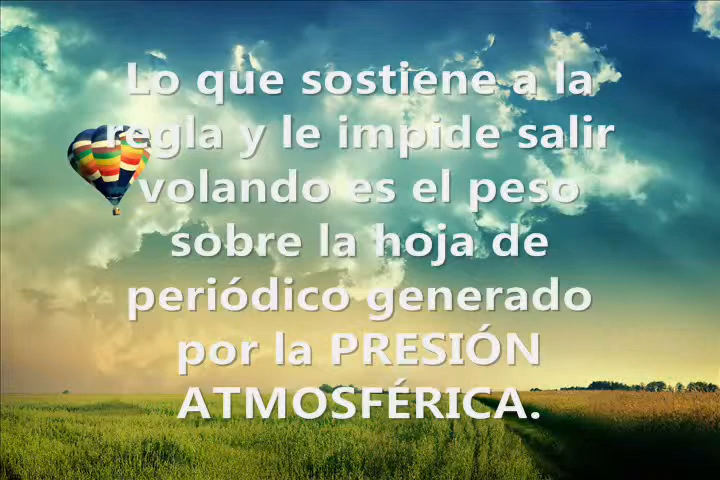 Lo que sostiene a la
regla y le impide salir
volando es el peso
sobre la hoja de
periódico generado
por la PRESIÓN
ATMOSFÉRICA.